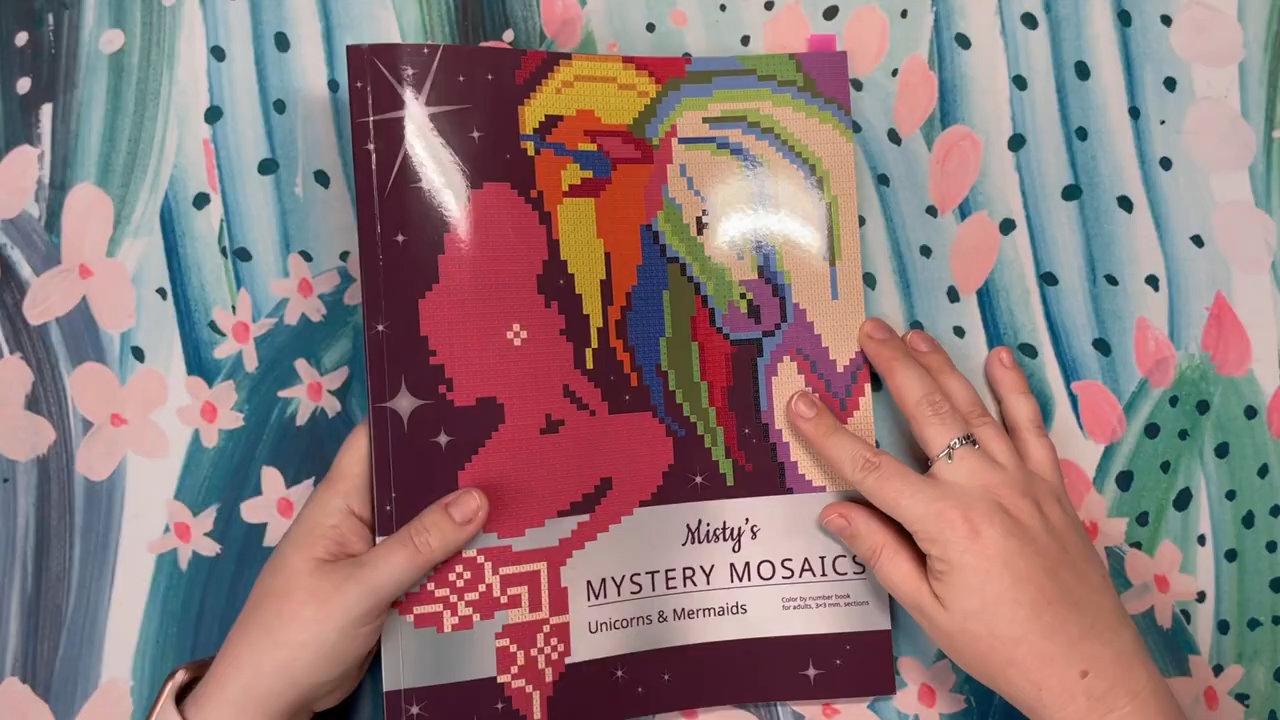 Misty's
MYSTERY MOSAICS
Unicorns & Mermaids
Color by number book
for adults, 3×3 mm. sections